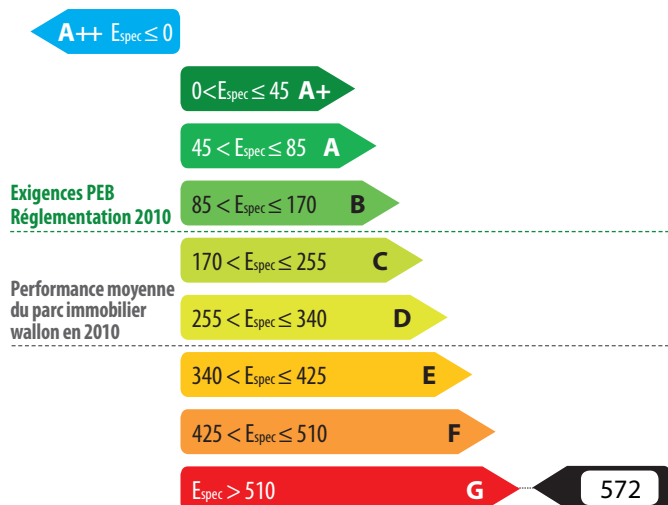 A++ Espec ≤ 0
0<Espec ≤ 45 A+
45 < Espec ≤ 85 A
Exigences PEB
Réglementation 2010
85 < Espec ≤ 170 B
170 < Espec ≤ 255 C
Performance moyenne
du parc immobilier
wallon en 2010
255 < Espec ≤ 340 D
340 < Espec ≤ 425 E
425 < Espec ≤ 510 F
Espec > 510 G 572